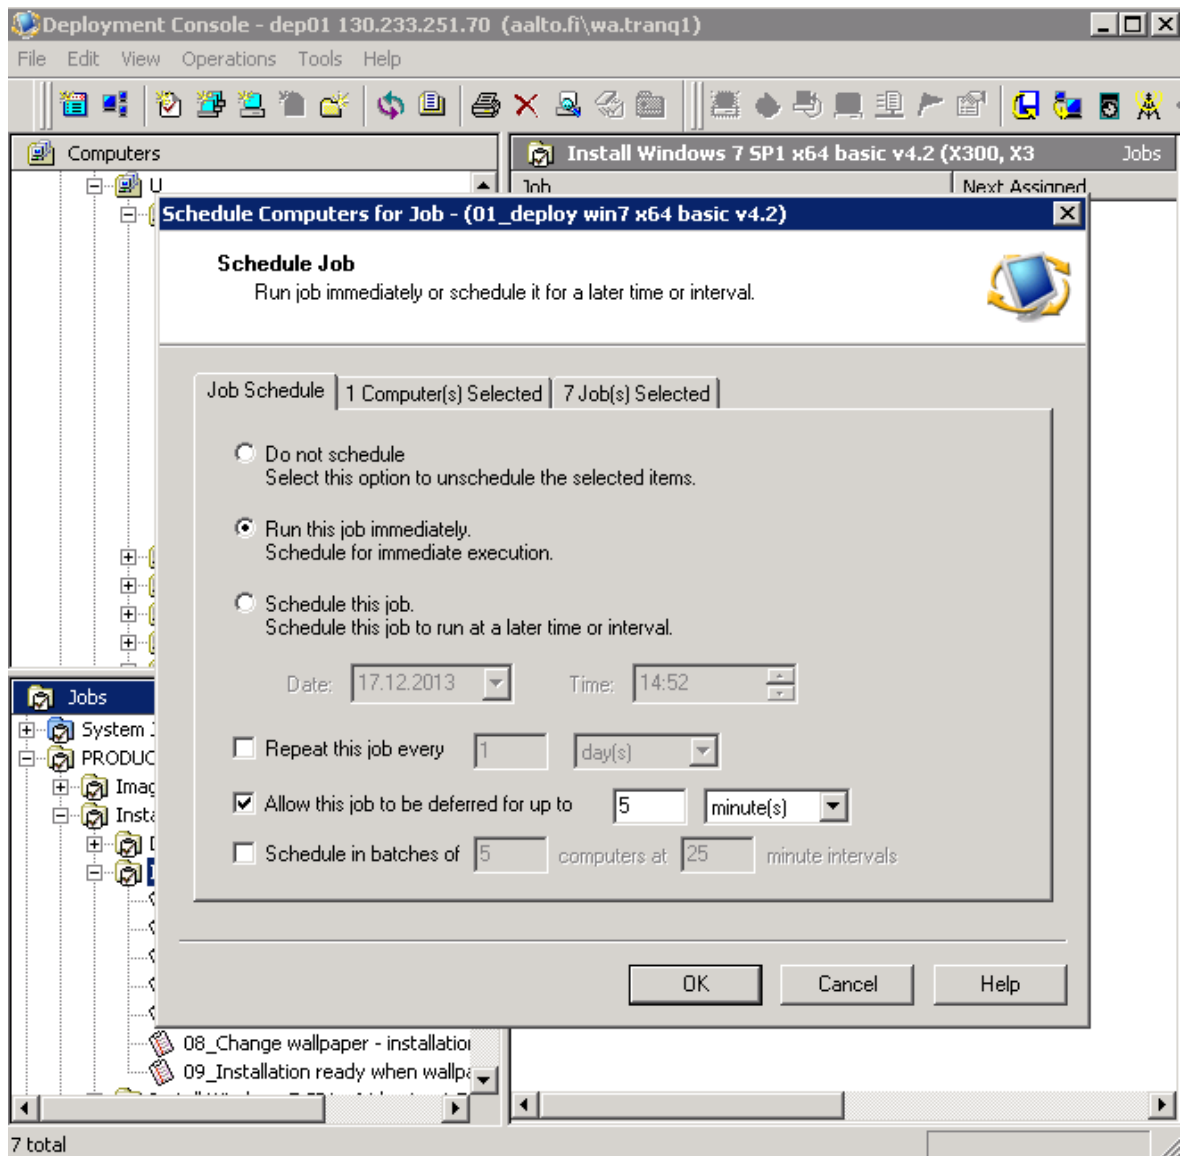 Deployment Console - dep01 130.233.251.70 (aalto.fi\wa.tranq1)
File Edit View Operations Tools Help
Computers
Install Windows 7 SP1 x64 basic v4.2 (X300, X3 Jobs
U
Job Next Assigned
Schedule Computers for Job - (01_deploy win7 x64 basic v4.2)
Schedule Job
Run job immediately or schedule it for a later time or interval.
Job Schedule 1 Computer(s) Selected 7 Job(s) Selected
Do not schedule
Select this option to unschedule the selected items.
Run this job immediately.
Schedule for immediate execution.
Schedule this job.
Schedule this job to run at a later time or interval.
Date: 17.12.2013 Time: 14:52
Jobs
System J
PRODUC
Repeat this job every 1 day(s)
Imag
Allow this job to be deferred for up to 5 minute(s)
Insta
Schedule in batches of 5 computers at 25 minute intervals
OK Cancel Help
08_Change wallpaper - installatio
09_Installation ready when wallpa
7 total